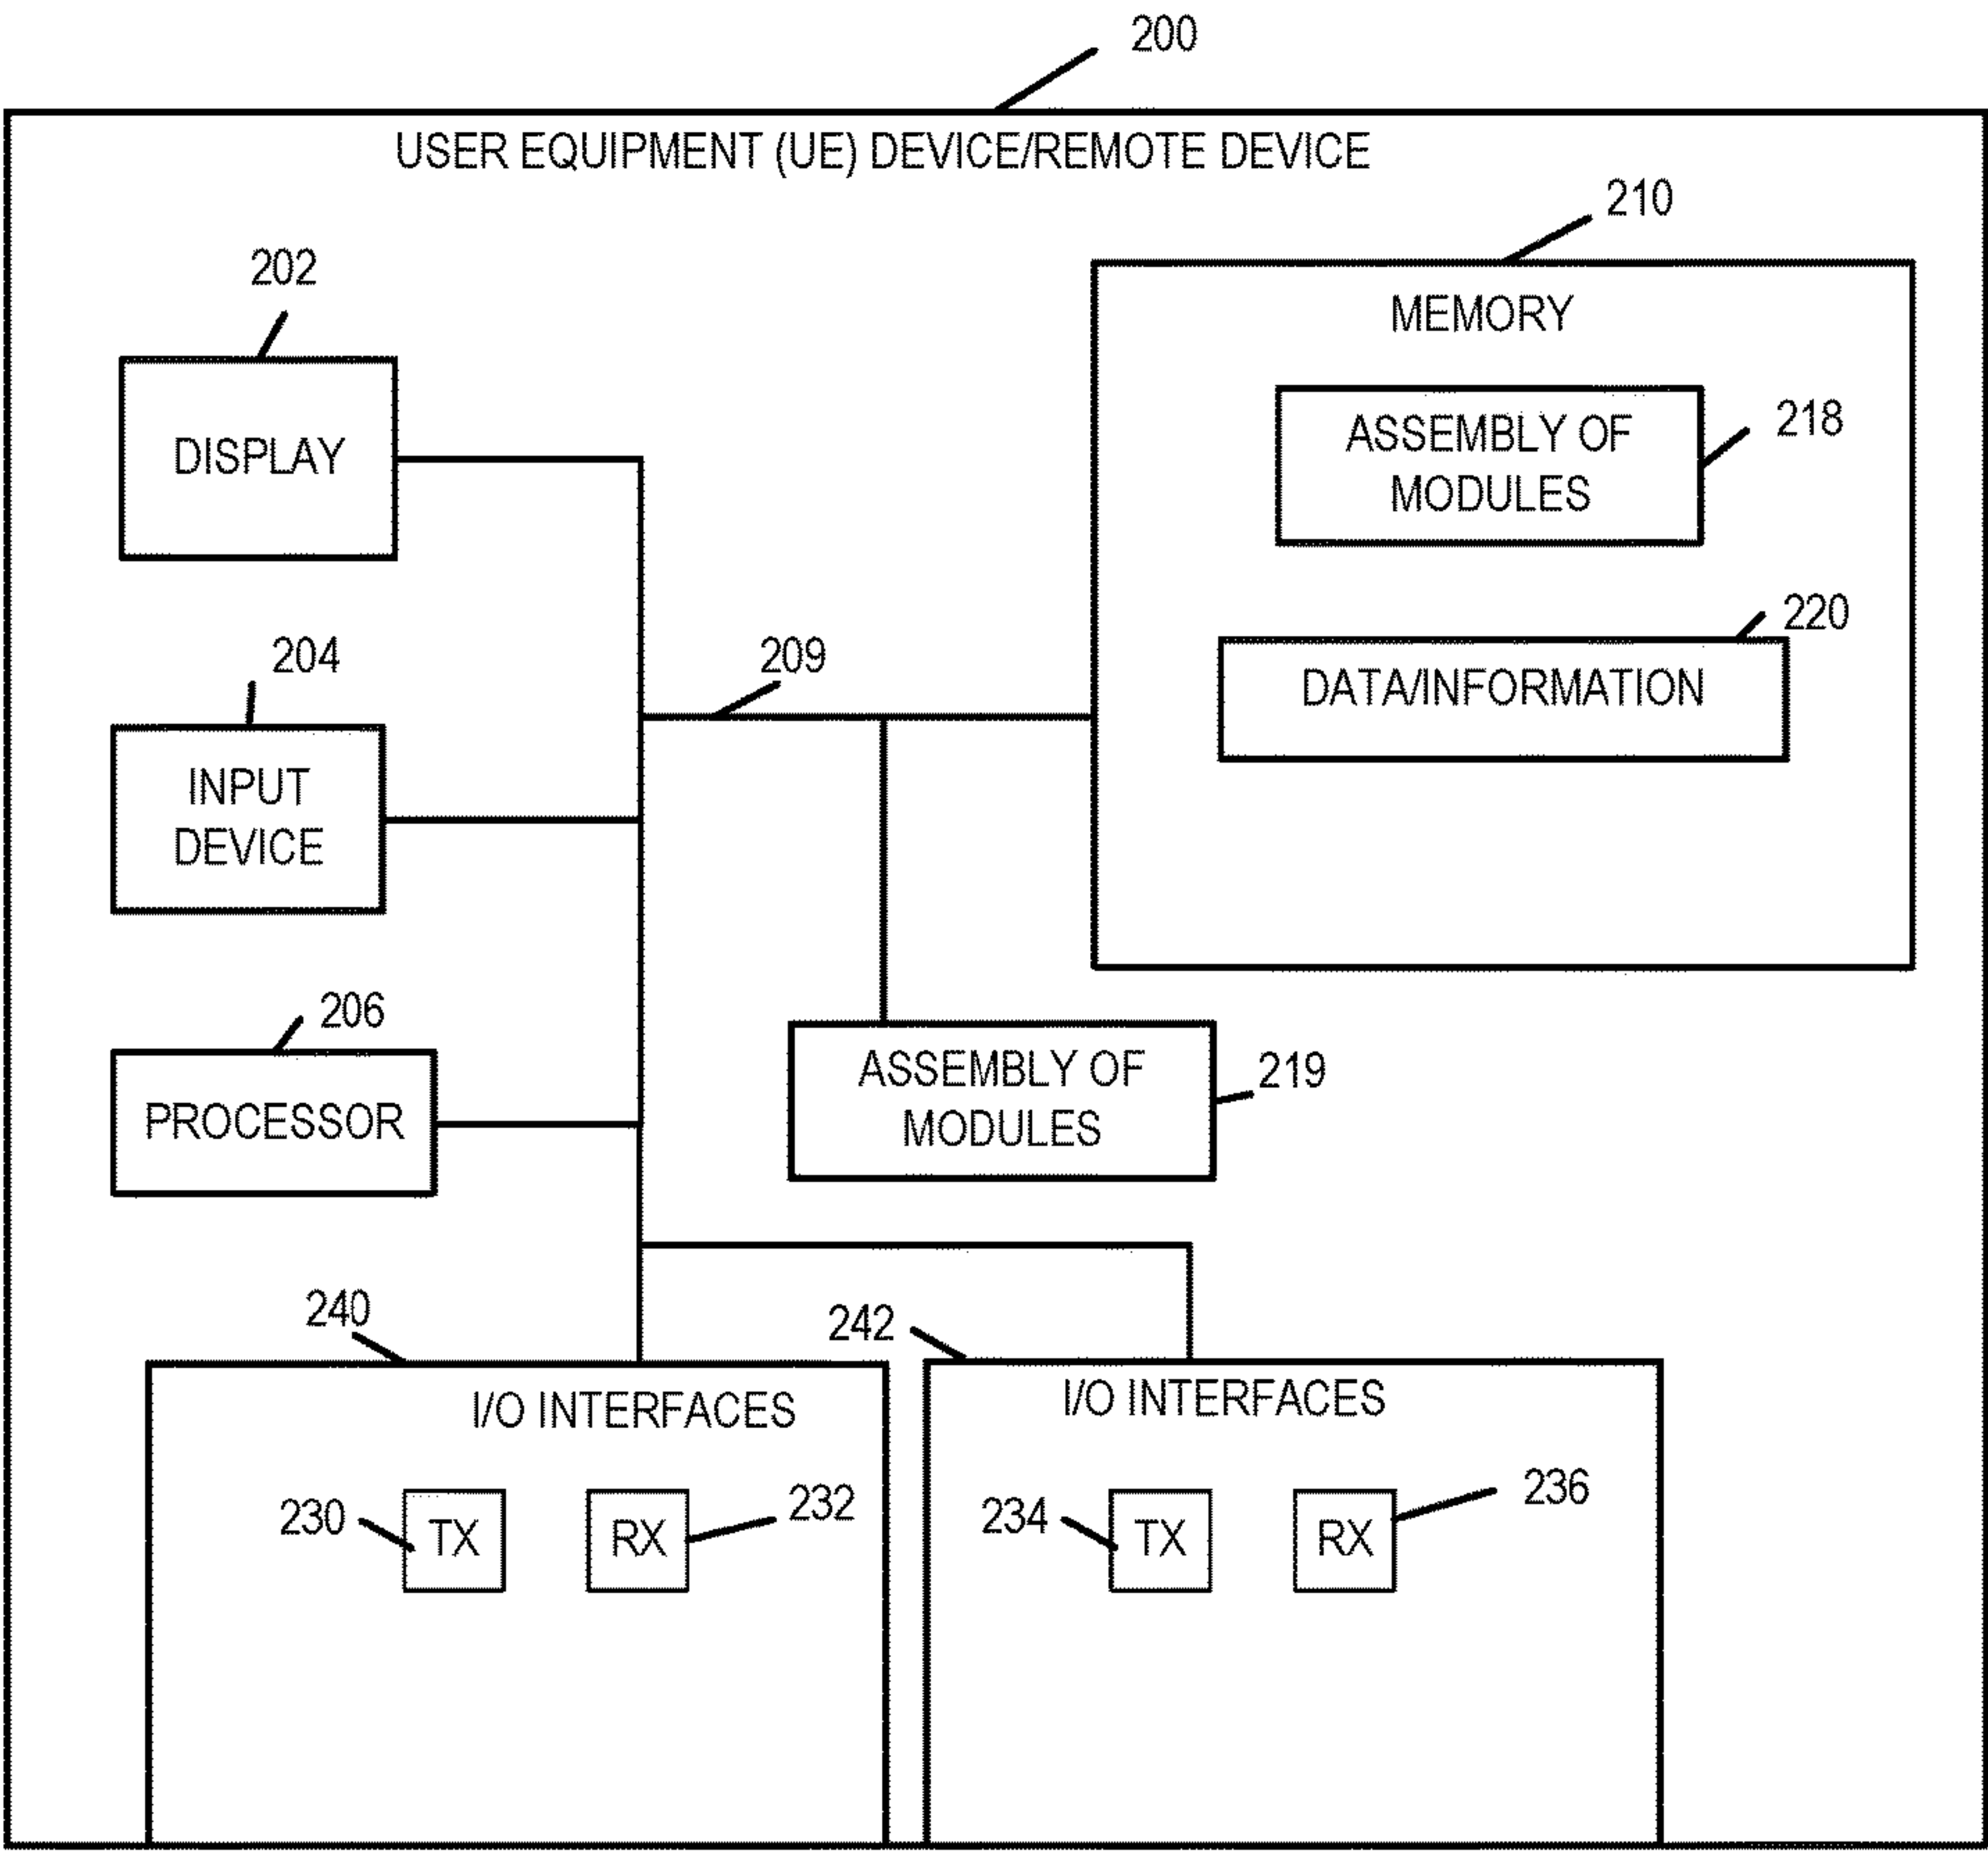 200
USER EQUIPMENT (UE) DEVICE/REMOTE DEVICE
210
202
MEMORY
DISPLAY
ASSEMBLY OF
MODULES
218
220
204
209
DATA/INFORMATION
INPUT
DEVICE
206
PROCESSOR
ASSEMBLY OF
MODULES
219
240
242
I/O INTERFACES
I/O INTERFACES
230
TX
RX
232
234
TX
RX
236